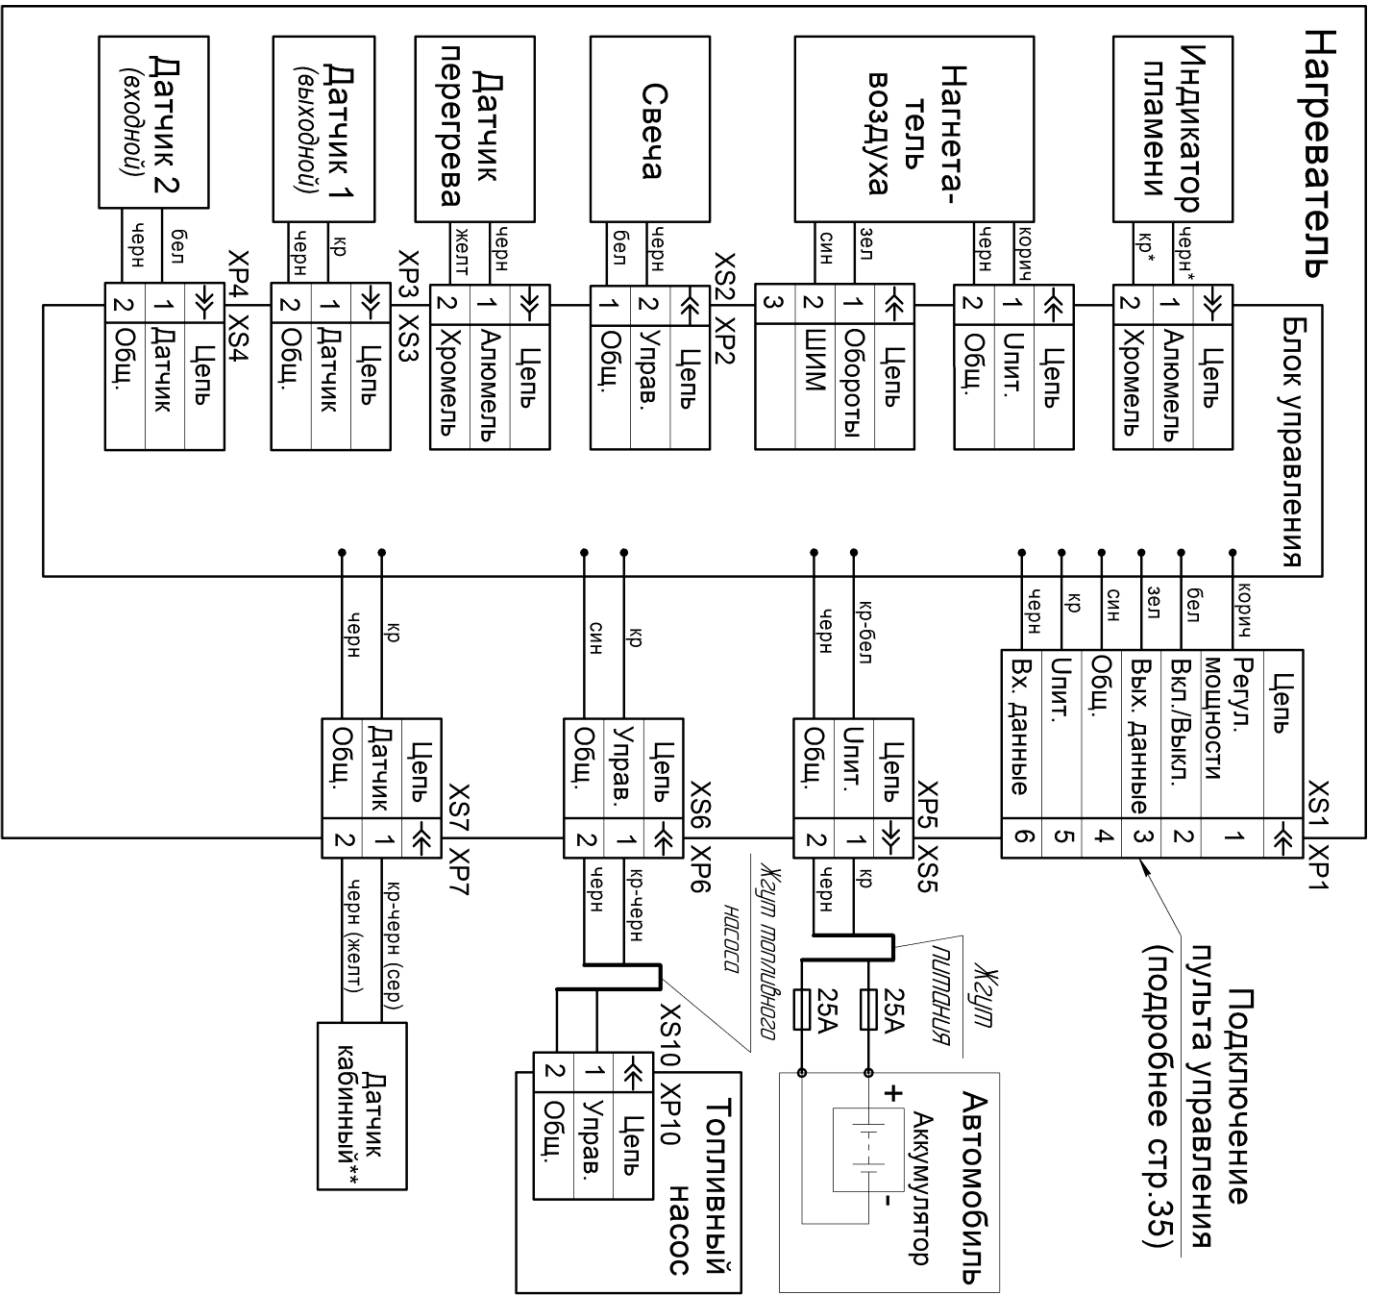 Нагреватель
Индикатор
пламени
черн*
кр*
Цепь
1 Алюмель
2 Хромель
Нагнета-
тель
воздуха
корич
черн
Цепь
1 Uпит.
2 Общ.
зел
син
Цепь
1 Обороты
2 ШИМ
3
Свеча
черн
бел
XS2 XP2
Цепь
2 Управ.
1 Общ.
Датчик
перегрева
черн
желт
Цепь
1 Алюмель
2 Хромель
Датчик 1
(выходной)
кр
черн
XP3 XS3
Цепь
1 Датчик
2 Общ.
Датчик 2
(входной)
бел
черн
XP4 XS4
Цепь
1 Датчик
2 Общ.
Блок управления
корич
бел
зел
син
кр
черн
XS1 XP1
Цепь
Регул.
мощности 1
Вкл./Выкл. 2
Вых. данные 3
Общ. 4
Uпит. 5
Вх. данные 6
Подключение
пульта управления
(подробнее стр.35)
кр-бел
черн
XP5 XS5
Цепь
Uпит. 1
Общ. 2
кр
черн
Жгут
питания
25А
25А
Автомобиль
Аккумулятор
+
-
кр
син
XS6 XP6
Цепь
Управ. 1
Общ. 2
кр-черн
черн
Жгут топливного
насоса
XS10 XP10
Цепь
1 Управ.
2 Общ.
Топливный
насос
кр
черн
XS7 XP7
Цепь
Датчик 1
Общ. 2
кр-черн (сер)
черн (желт)
Датчик
кабинный**